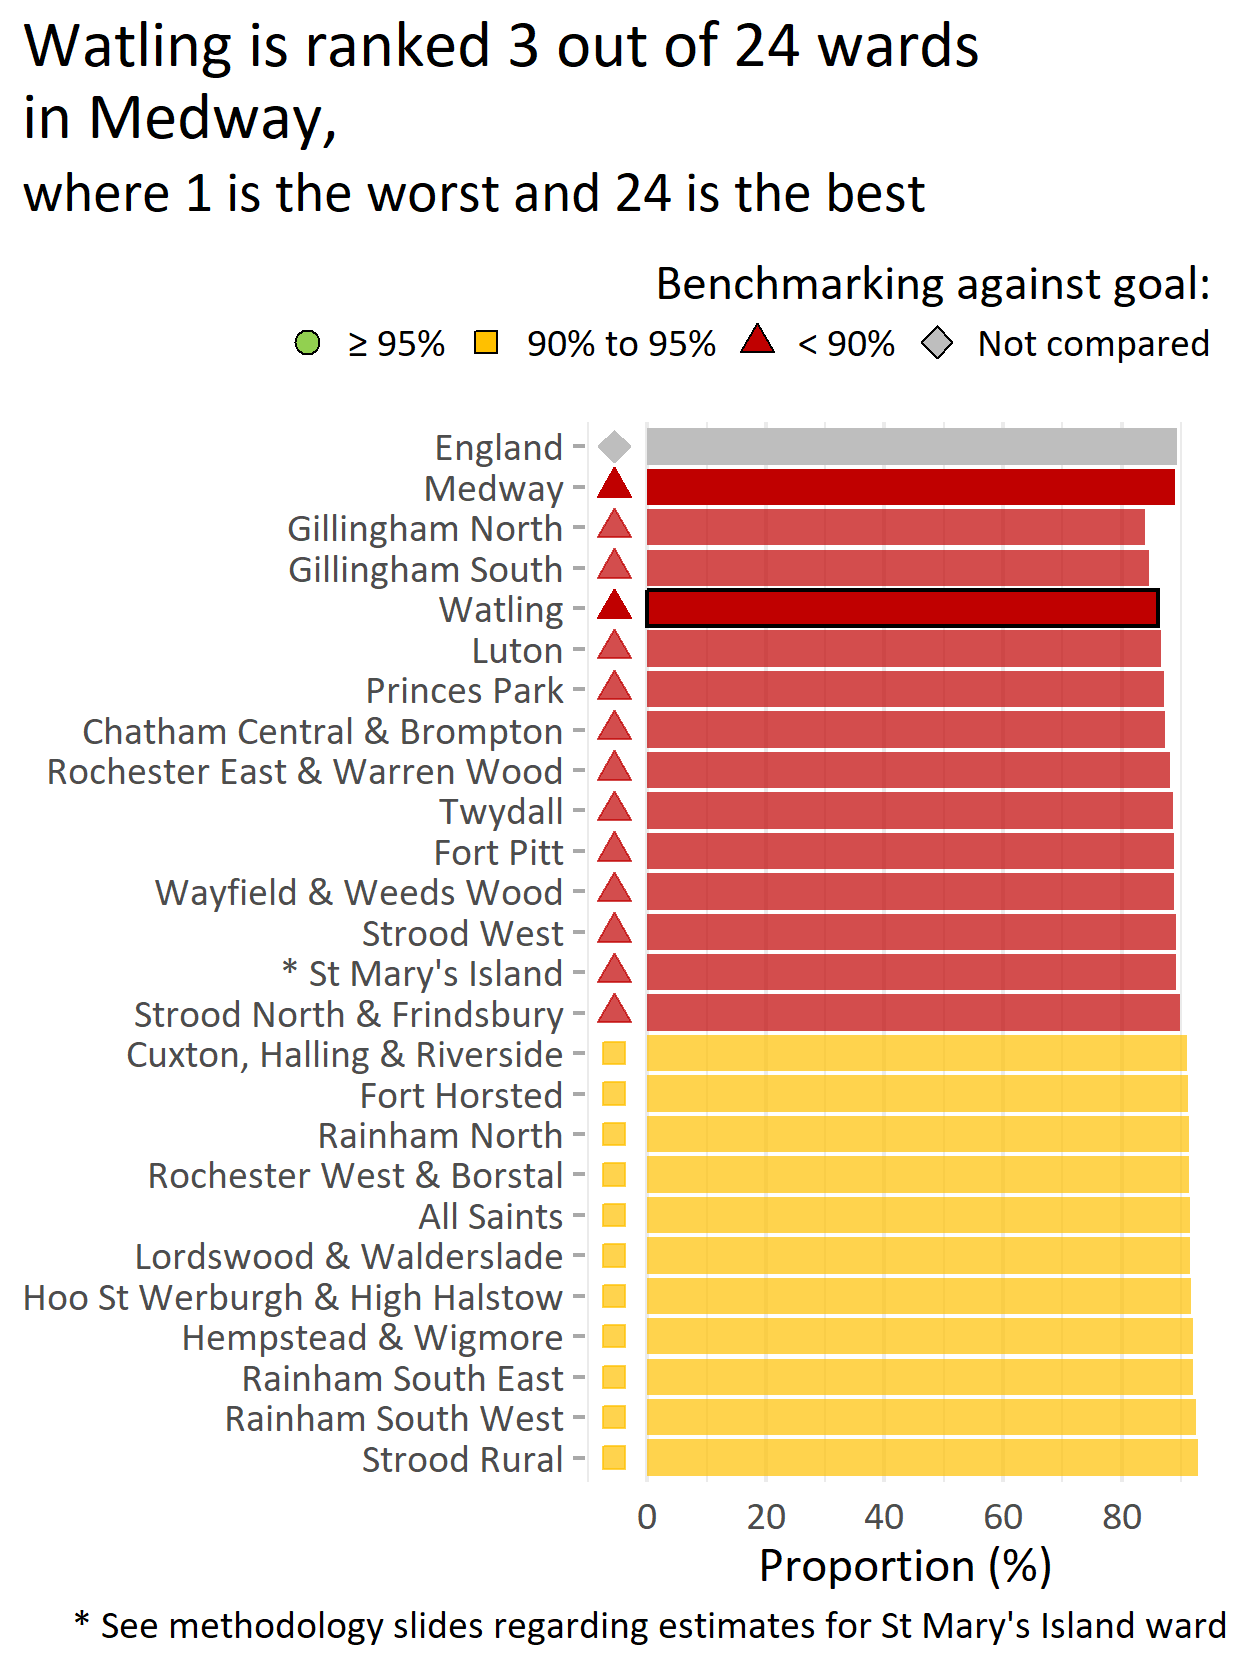 Watling is ranked 3 out of 24 wards
in Medway,
where 1 is the worst and 24 is the best
Benchmarking against goal:
≥ 95% 90% to 95% < 90% Not compared
England
Medway
Gillingham North
Gillingham South
Watling
Luton
Princes Park
Chatham Central & Brompton
Rochester East & Warren Wood
Twydall
Fort Pitt
Wayfield & Weeds Wood
Strood West
* St Mary's Island
Strood North & Frindsbury
Cuxton, Halling & Riverside
Fort Horsted
Rainham North
Rochester West & Borstal
All Saints
Lordswood & Walderslade
Hoo St Werburgh & High Halstow
Hempstead & Wigmore
Rainham South East
Rainham South West
Strood Rural
0 20 40 60 80
Proportion (%)
* See methodology slides regarding estimates for St Mary's Island ward